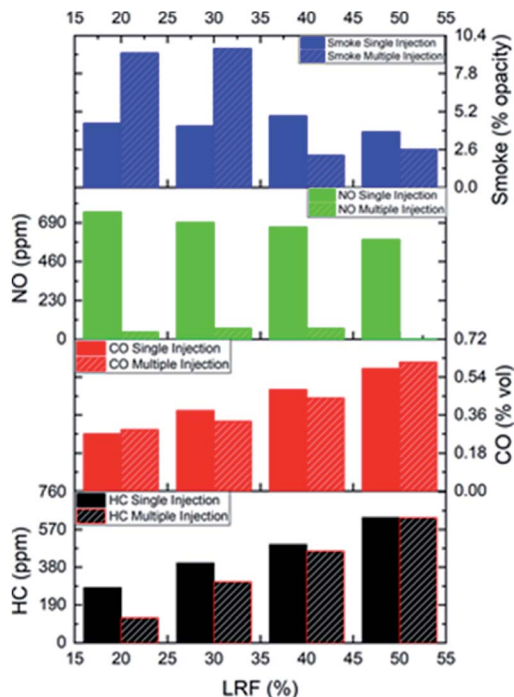 15 20 25 30 35 40 45 50 55
Smoke Single Injection
Smoke Multiple Injection
10.4
7.8
5.2
2.6
0.0
Smoke (% opacity)
NO Single Injection
NO Multiple Injection
690
460
230
0
NO (ppm)
CO Single Injection
CO Multiple Injection
0.72
0.54
0.36
0.18
0.00
CO (% vol)
HC Single Injection
HC Multiple Injection
760
570
380
190
0
HC (ppm)
15 20 25 30 35 40 45 50 55
LRF (%)